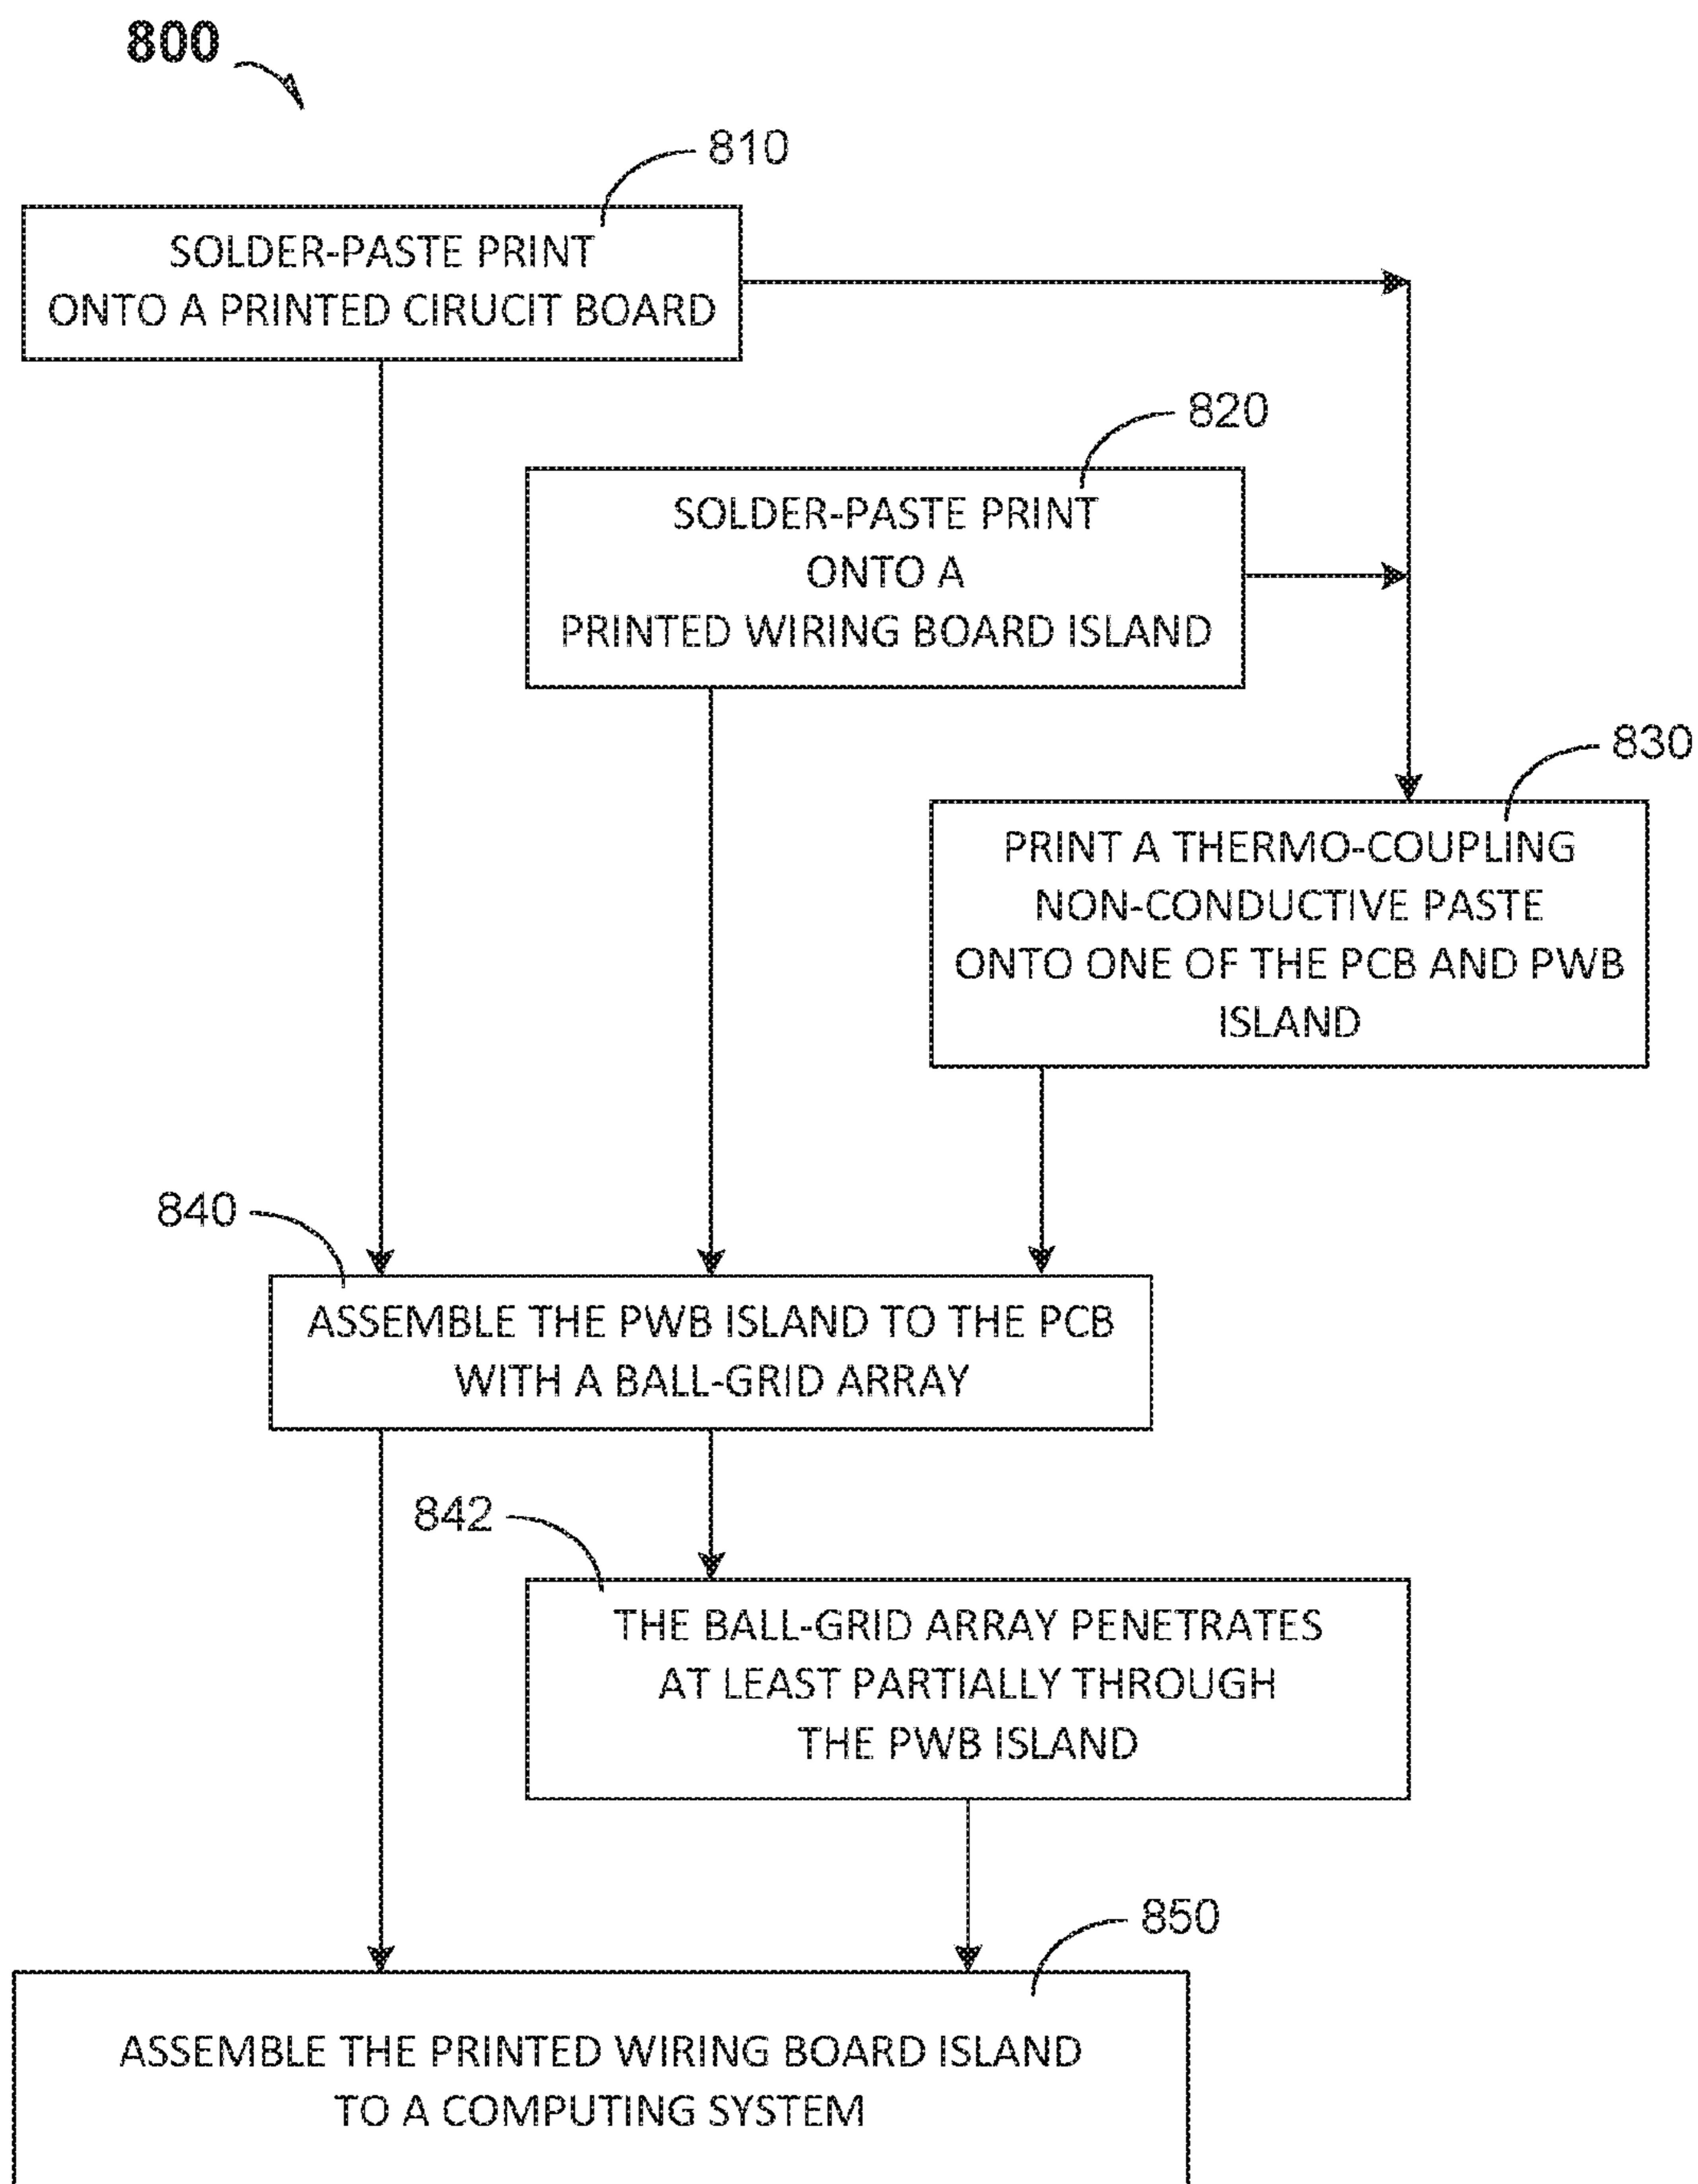 800
810
SOLDER-PASTE PRINT
ONTO A PRINTED CIRUCIT BOARD
820
SOLDER-PASTE PRINT
ONTO A
PRINTED WIRING BOARD ISLAND
830
PRINT A THERMO-COUPLING
NON-CONDUCTIVE PASTE
ONTO ONE OF THE PCB AND PWB
ISLAND
840
ASSEMBLE THE PWB ISLAND TO THE PCB
WITH A BALL-GRID ARRAY
842
THE BALL-GRID ARRAY PENETRATES
AT LEAST PARTIALLY THROUGH
THE PWB ISLAND
850
ASSEMBLE THE PRINTED WIRING BOARD ISLAND
TO A COMPUTING SYSTEM